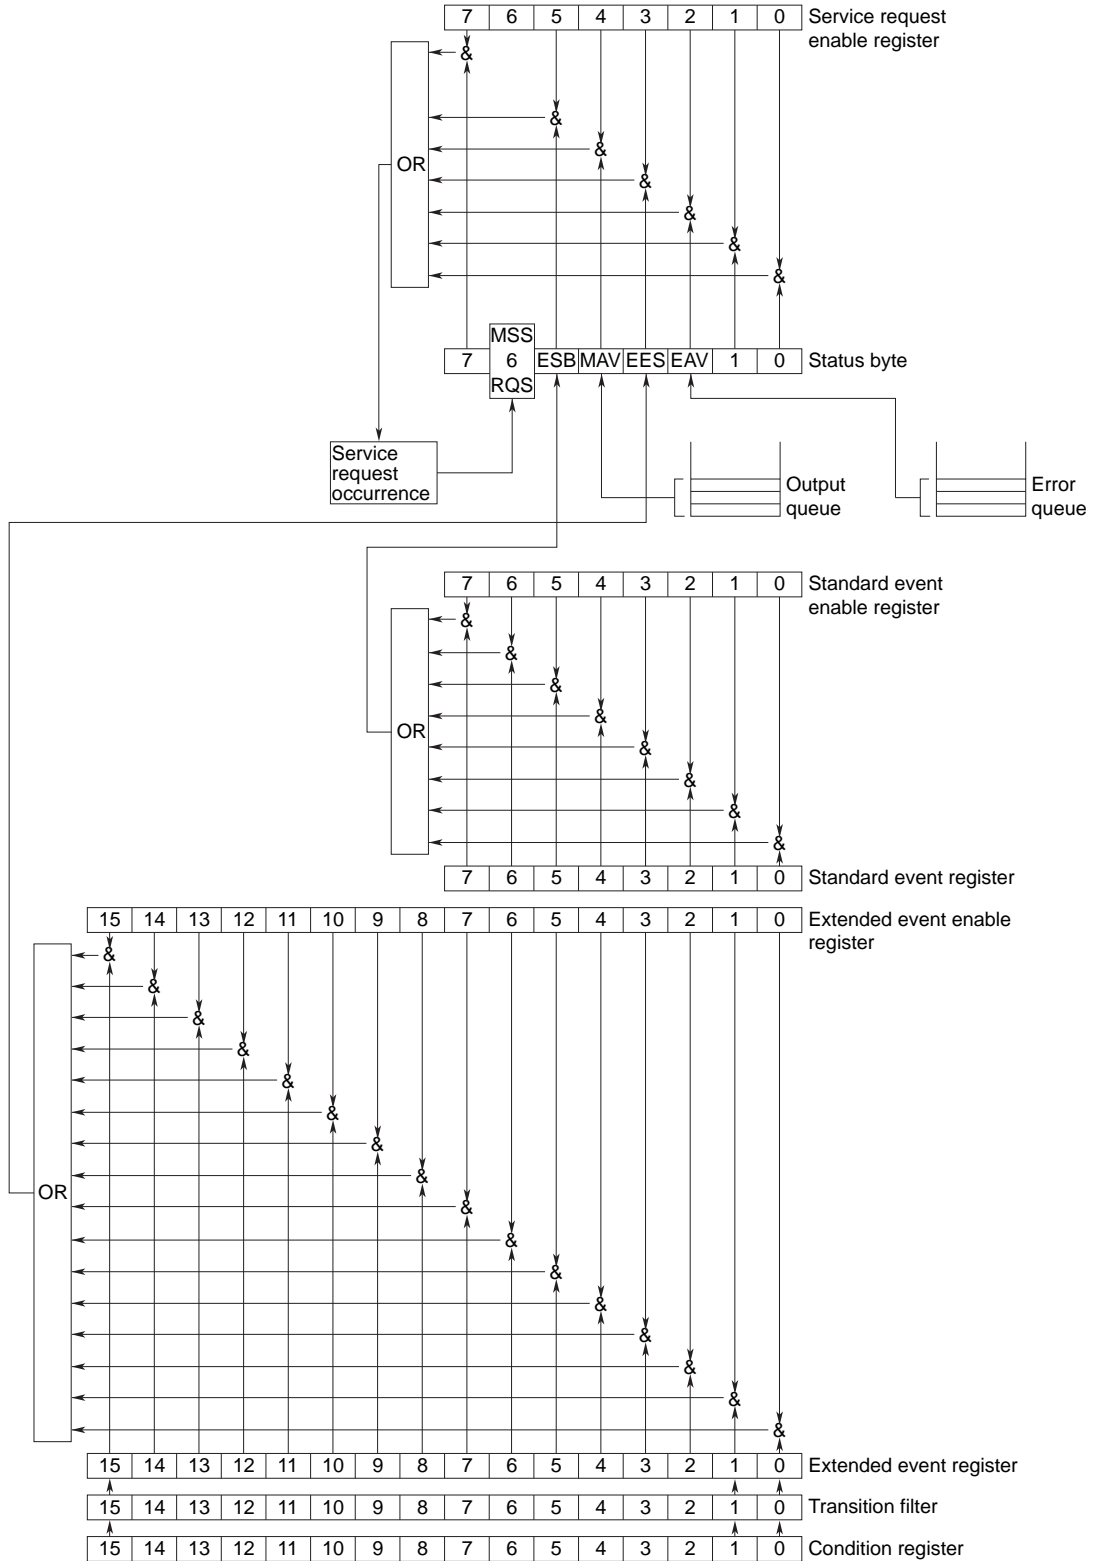 7 6 5 4 3 2 1 0 Service request
enable register
&
&
&
OR
&
&
&
&
MSS
7 6 ESB MAV EES EAV 1 0 Status byte
RQS
Service
request
occurrence
Output
queue
Error
queue
7 6 5 4 3 2 1 0 Standard event
enable register
&
&
&
&
OR
&
&
&
&
7 6 5 4 3 2 1 0 Standard event register
15 14 13 12 11 10 9 8 7 6 5 4 3 2 1 0 Extended event enable
register
&
&
&
&
&
&
&
&
OR
&
&
&
&
&
&
&
&
15 14 13 12 11 10 9 8 7 6 5 4 3 2 1 0 Extended event register
15 14 13 12 11 10 9 8 7 6 5 4 3 2 1 0 Transition filter
15 14 13 12 11 10 9 8 7 6 5 4 3 2 1 0 Condition register